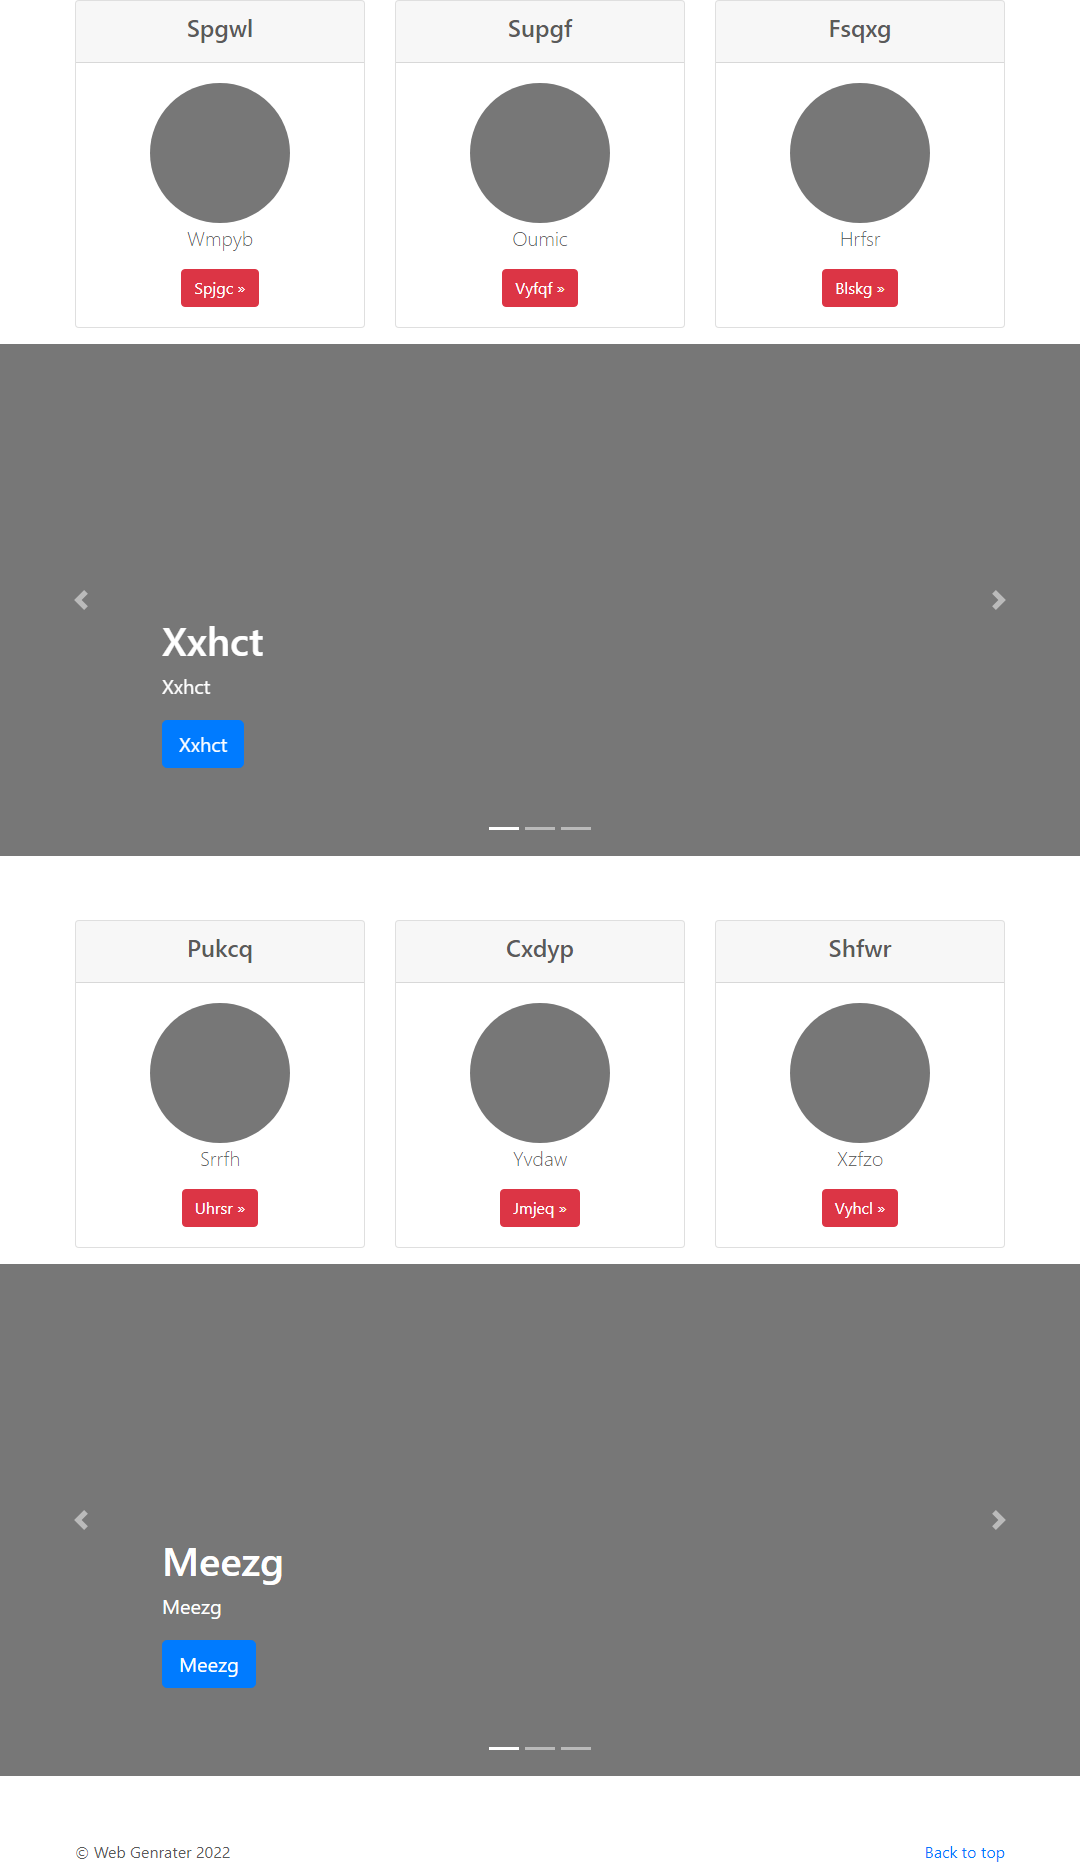 Spgwl
Supgf
Fsqxg
Wmpyb
Oumic
Hrfsr
Spjgc »
Vyfqf »
Blskg »
Xxhct
Xxhct
Xxhct
Pukcq
Cxdyp
Shfwr
Srrfh
Yvdaw
Xzfzo
Uhrsr »
Jmjeq »
Vyhcl »
Meezg
Meezg
Meezg
© Web Genrater 2022
Back to top